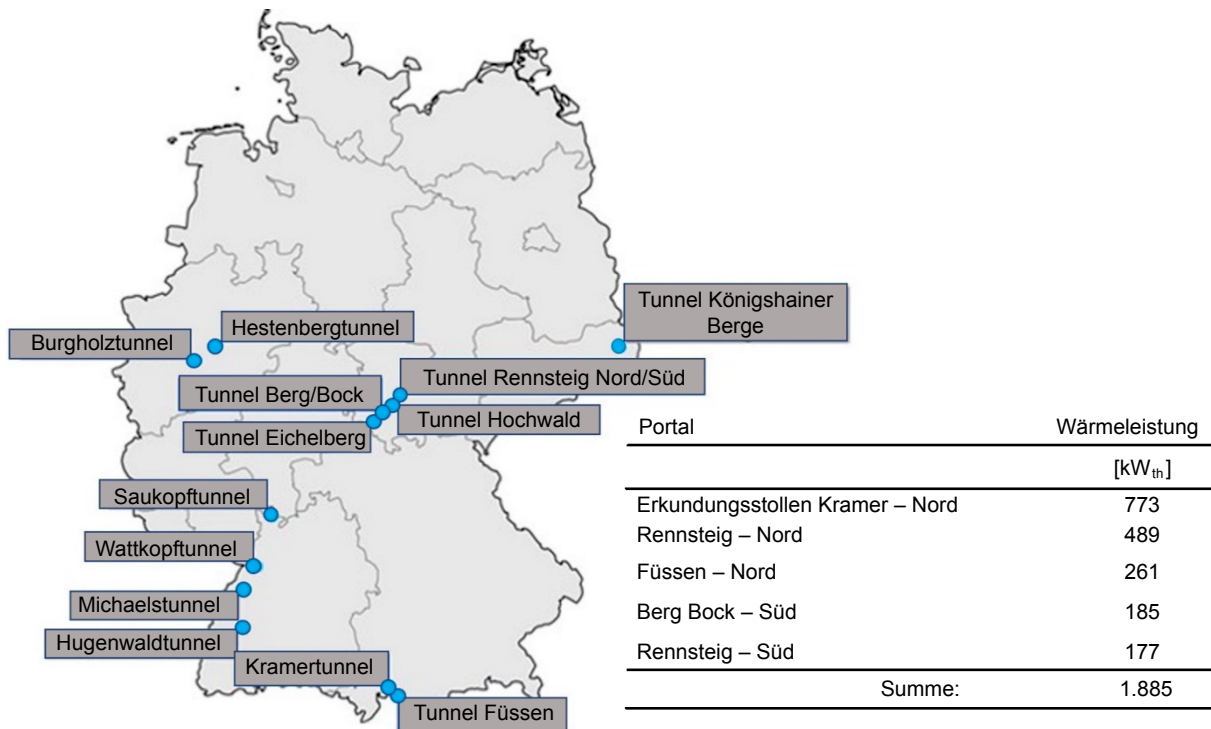 Tunnel Königshainer
Berge
Hestenbergtunnel
Burgholztunnel
Tunnel Rennsteig Nord/Süd
Tunnel Berg/Bock
Tunnel Hochwald
Tunnel Eichelberg
Saukopftunnel
Wattkopftunnel
Michaelstunnel
Hugenwaldtunnel
Kramertunnel
Tunnel Füssen
Portal Wärmeleistung
[kWth]
Erkundungsstollen Kramer – Nord 773
Rennsteig – Nord 489
Füssen – Nord 261
Berg Bock – Süd 185
Rennsteig – Süd 177
Summe: 1.885